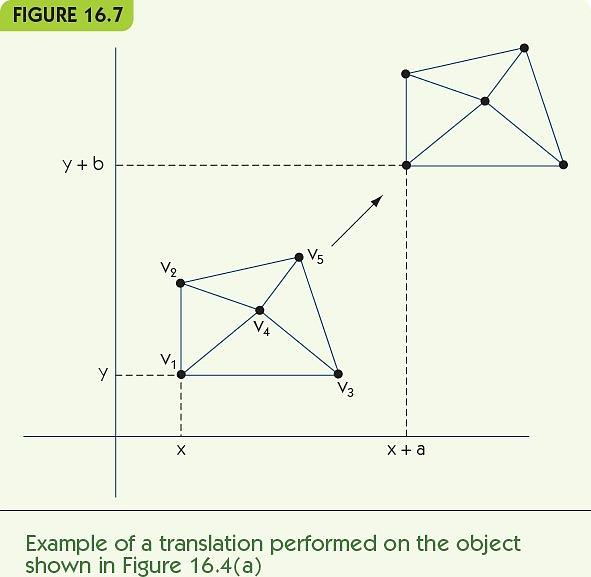 FIGURE 16.7
y + b
v₂
v₅
v₄
v₁
y
v₃
x
x + a
Example of a translation performed on the object
shown in Figure 16.4(a)